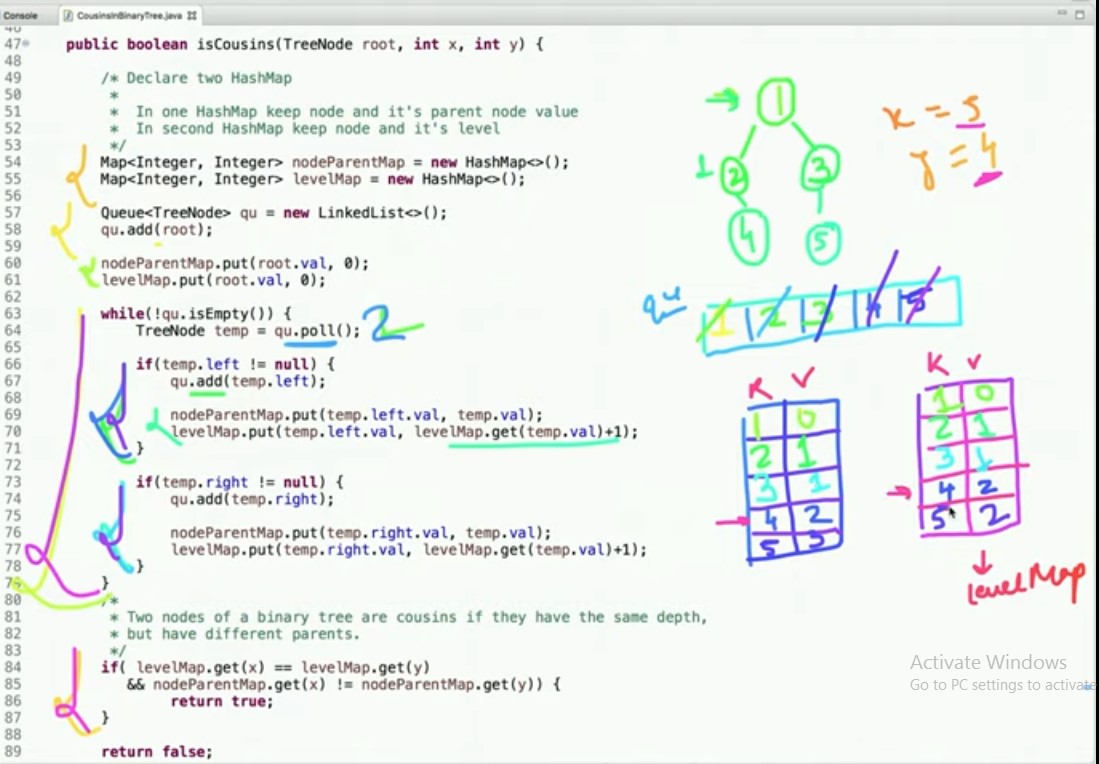 Console CousinsInBinaryTree.java
46
47 public boolean isCousins(TreeNode root, int x, int y) {
48
49 /* Declare two HashMap
50 *
51 * In one HashMap keep node and it's parent node value
52 * In second HashMap keep node and it's level
53 */
54 Map<Integer, Integer> nodeParentMap = new HashMap<>();
55 Map<Integer, Integer> levelMap = new HashMap<>();
56
57 Queue<TreeNode> qu = new LinkedList<>();
58 qu.add(root);
59
60 nodeParentMap.put(root.val, 0);
61 levelMap.put(root.val, 0);
62
63 while(!qu.isEmpty()) {
64 TreeNode temp = qu.poll(); 2
65
66 if(temp.left != null) {
67 qu.add(temp.left);
68
69 nodeParentMap.put(temp.left.val, temp.val);
70 levelMap.put(temp.left.val, levelMap.get(temp.val)+1);
71 }
72
73 if(temp.right != null) {
74 qu.add(temp.right);
75
76 nodeParentMap.put(temp.right.val, temp.val);
77 levelMap.put(temp.right.val, levelMap.get(temp.val)+1);
78 }
79 }
80 /*
81 * Two nodes of a binary tree are cousins if they have the same depth,
82 * but have different parents.
83 */
84 if( levelMap.get(x) == levelMap.get(y)
85 && nodeParentMap.get(x) != nodeParentMap.get(y)) {
86 return true;
87 }
88
89 return false;
1
1 2 3
4 5
x = 5
y = 4
qu 1 2 3 4 5
K V
1 0
2 1
3 1
4 2
5 3
K V
1 0
2 1
3 1
4 2
5 2
levelMap
Activate Windows
Go to PC settings to activate